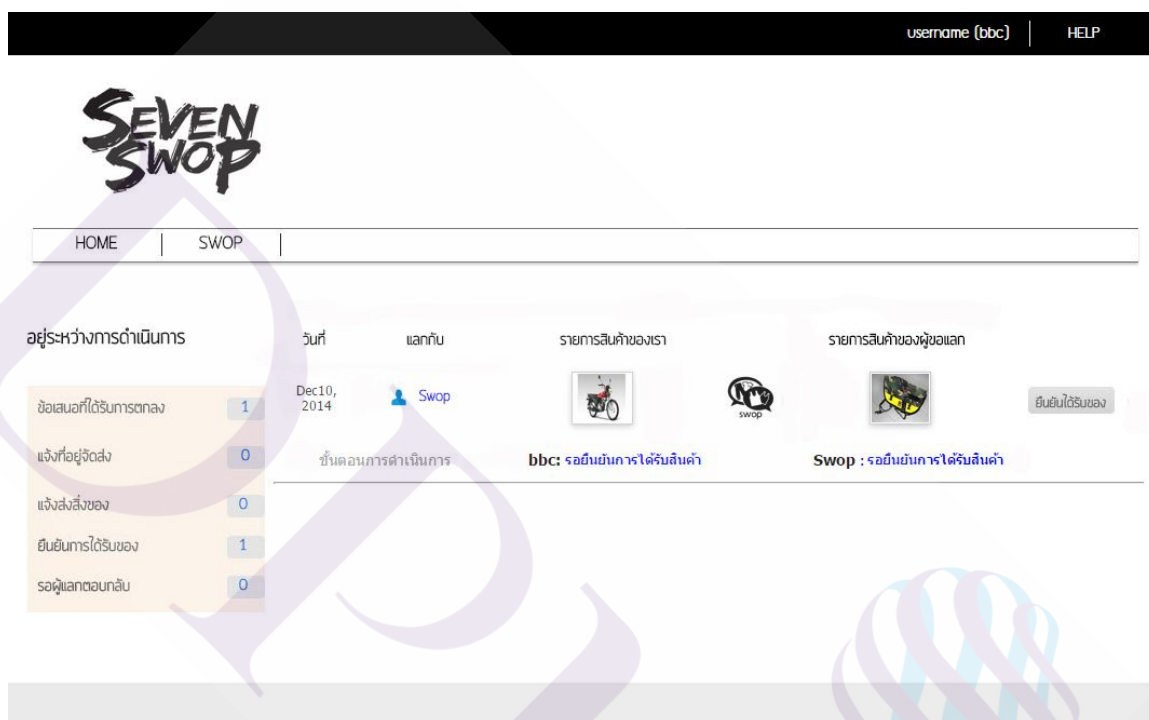 username (bbc) HELP
SEVEN
SWOP
HOME SWOP
อยู่ระหว่างการดำเนินการ
ข้อเสนอที่ได้รับการตกลง 1
แจ้งที่อยู่จัดส่ง 0
แจ้งส่งสิ่งของ 0
ยืนยันการได้รับของ 1
รอผู้แลกตอบกลับ 0
วันที่ แลกกับ รายการสินค้าของเรา รายการสินค้าของผู้ขอแลก
Dec10,
2014 Swop swop ยืนยันได้รับของ
ขั้นตอนการดำเนินการ bbc: รอยืนยันการได้รับสินค้า Swop : รอยืนยันการได้รับสินค้า